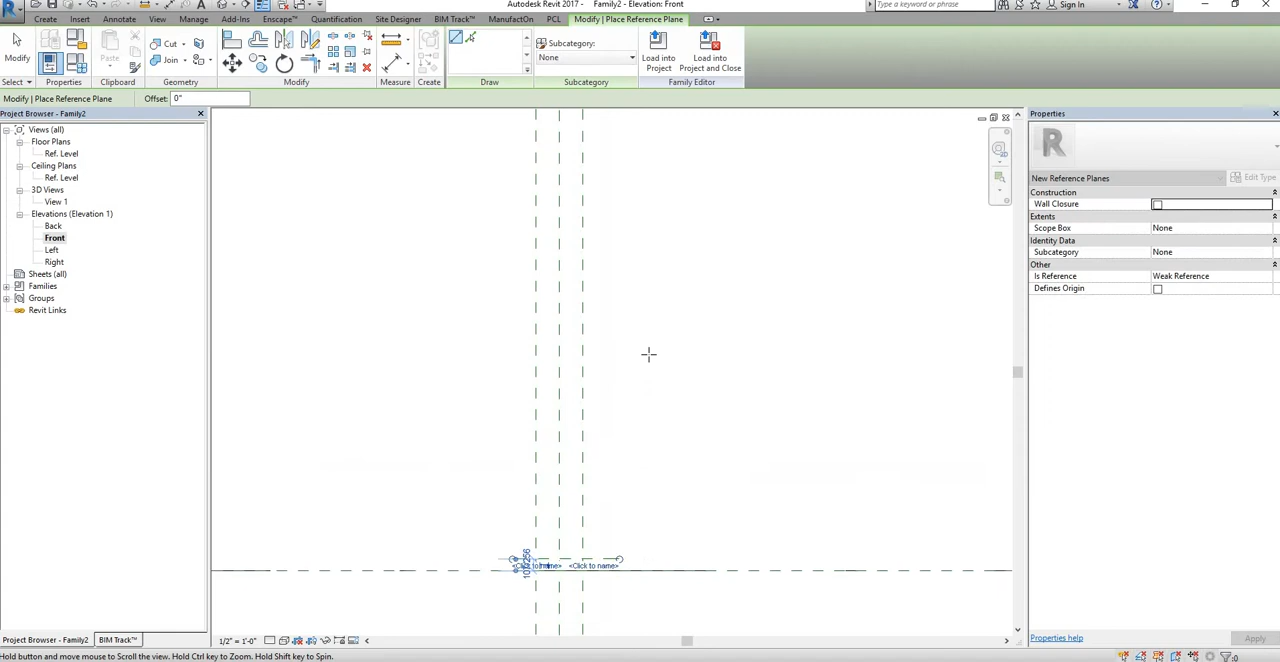 Autodesk Revit 2017 - Family2 - Elevation: Front
Type a keyword or phrase
Sign In
Create Insert Annotate View Manage Add-Ins Enscape™ Quantification Site Designer BIM Track™ ManufactOn PCL Modify | Place Reference Plane
Modify
Paste
Cut
Join
Subcategory:
None
Load into
Project
Load into
Project and Close
Select Properties Clipboard Geometry Modify Measure Create Draw Subcategory Family Editor
Modify | Place Reference Plane Offset: 0"
Project Browser - Family2
Views (all)
Floor Plans
Ref. Level
Ceiling Plans
Ref. Level
3D Views
View 1
Elevations (Elevation 1)
Back
Front
Left
Right
Sheets (all)
Families
Groups
Revit Links
Project Browser - Family2 BIM Track™
<Click to name>
1/2" = 1'-0"
2D
Properties
R
New Reference Planes
Edit Type
Construction
Wall Closure
Extents
Scope Box None
Identity Data
Subcategory None
Other
Is Reference Weak Reference
Defines Origin
Properties help
Apply
Hold button and move mouse to Scroll the view. Hold Ctrl key to Zoom. Hold Shift key to Spin.
:0